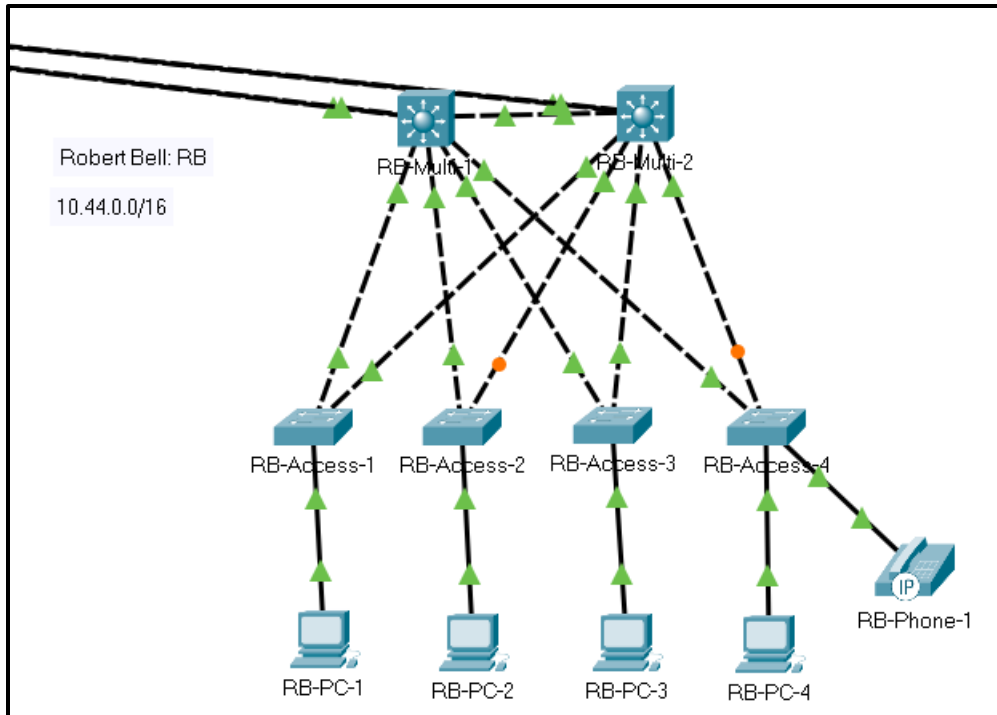 RB-Multi-1
RB-Multi-2
Robert Bell: RB
10.44.0.0/16
RB-Access-1
RB-Access-2
RB-Access-3
RB-Access-4
IP
RB-Phone-1
RB-PC-1
RB-PC-2
RB-PC-3
RB-PC-4